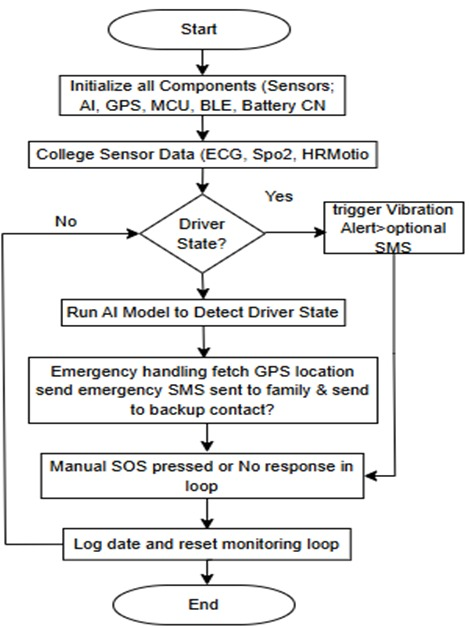 Start
Initialize all Components (Sensors;
AI, GPS, MCU, BLE, Battery CN
College Sensor Data (ECG, Spo2, HRMotio
Yes
No
Driver
State?
trigger Vibration
Alert>optional
SMS
Run AI Model to Detect Driver State
Emergency handling fetch GPS location
send emergency SMS sent to family & send
to backup contact?
Manual SOS pressed or No response in
loop
Log date and reset monitoring loop
End